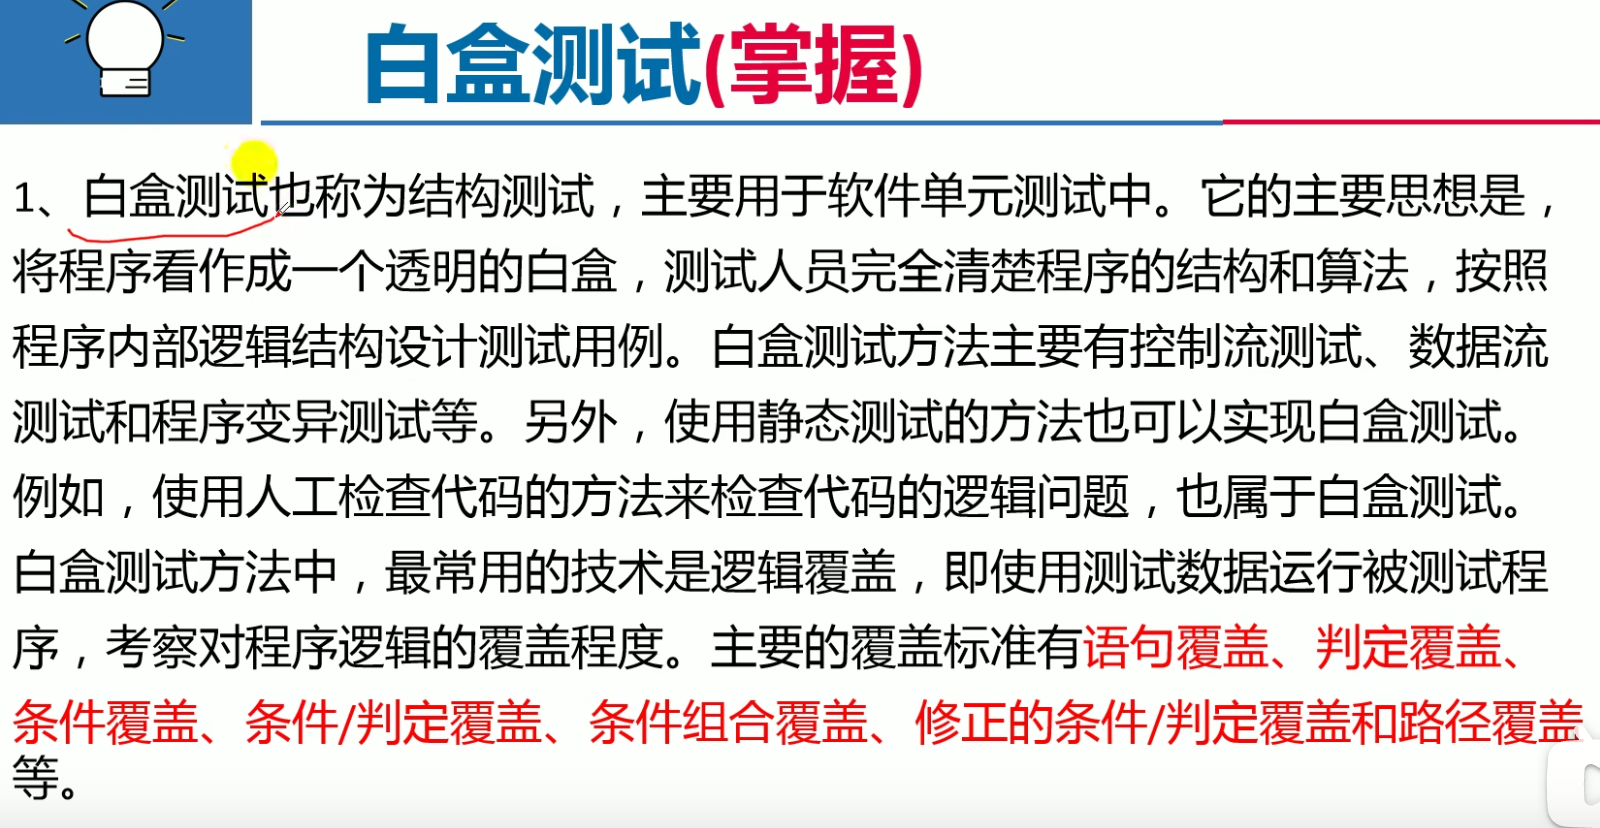 白盒测试(掌握)
1、白盒测试也称为结构测试，主要用于软件单元测试中。它的主要思想是，
将程序看作成一个透明的白盒，测试人员完全清楚程序的结构和算法，按照
程序内部逻辑结构设计测试用例。白盒测试方法主要有控制流测试、数据流
测试和程序变异测试等。另外，使用静态测试的方法也可以实现白盒测试。
例如，使用人工检查代码的方法来检查代码的逻辑问题，也属于白盒测试。
白盒测试方法中，最常用的技术是逻辑覆盖，即使用测试数据运行被测试程
序，考察对程序逻辑的覆盖程度。主要的覆盖标准有语句覆盖、判定覆盖、
条件覆盖、条件/判定覆盖、条件组合覆盖、修正的条件/判定覆盖和路径覆盖
等。